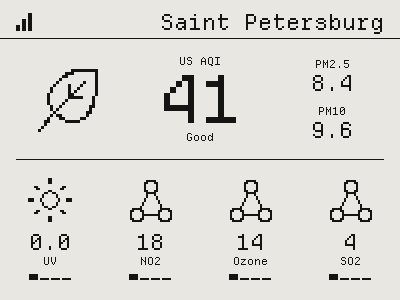 Saint Petersburg
US AQI
41
Good
PM2.5
8.4
PM10
9.6
0.0
UV
18
NO2
14
Ozone
4
SO2